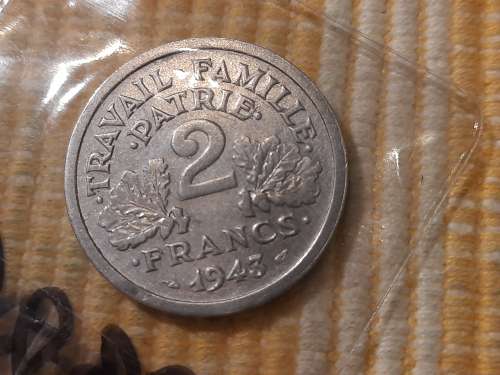 ·TRAVAIL·FAMILLE·
·PATRIE·
2
·FRANCS·
1943